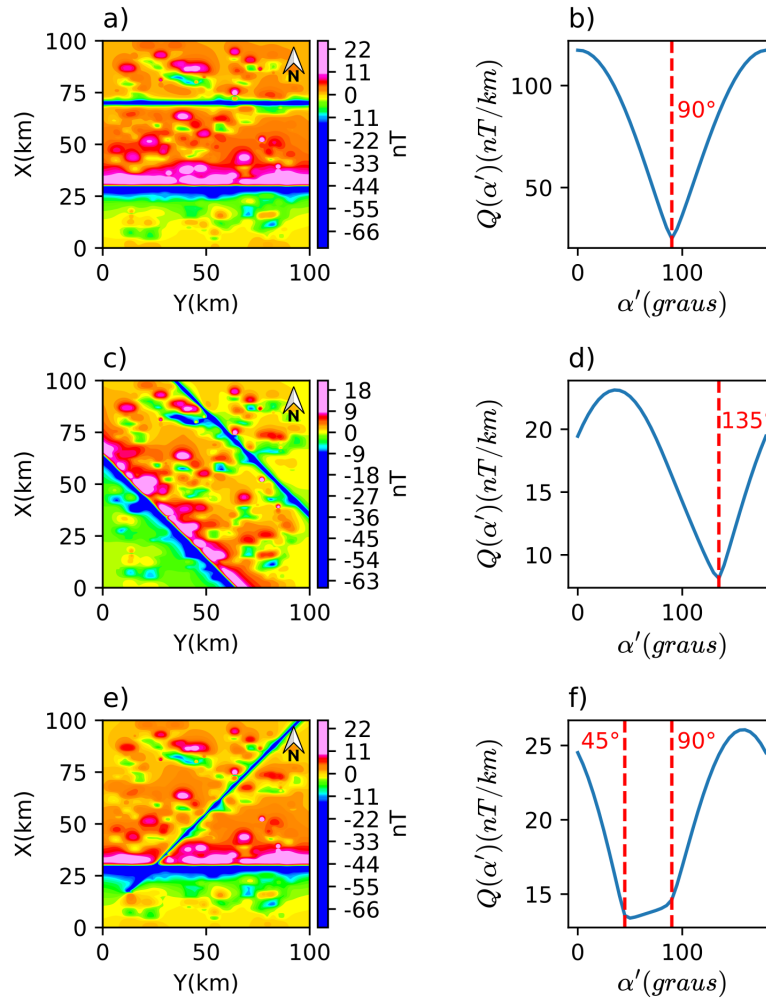 a)
100
75
50
25
0
X(km)
0
50
100
Y(km)
N
22
11
0
-11
-22
-33
-44
-55
-66
nT
b)
100
50
Q(α')(nT/km)
90°
0
100
α'(graus)
c)
100
75
50
25
0
X(km)
0
50
100
Y(km)
N
18
9
0
-9
-18
-27
-36
-45
-54
-63
nT
d)
20
15
10
Q(α')(nT/km)
135°
0
100
α'(graus)
e)
100
75
50
25
0
X(km)
0
50
100
Y(km)
N
22
11
0
-11
-22
-33
-44
-55
-66
nT
f)
25
20
15
Q(α')(nT/km)
45°
90°
0
100
α'(graus)